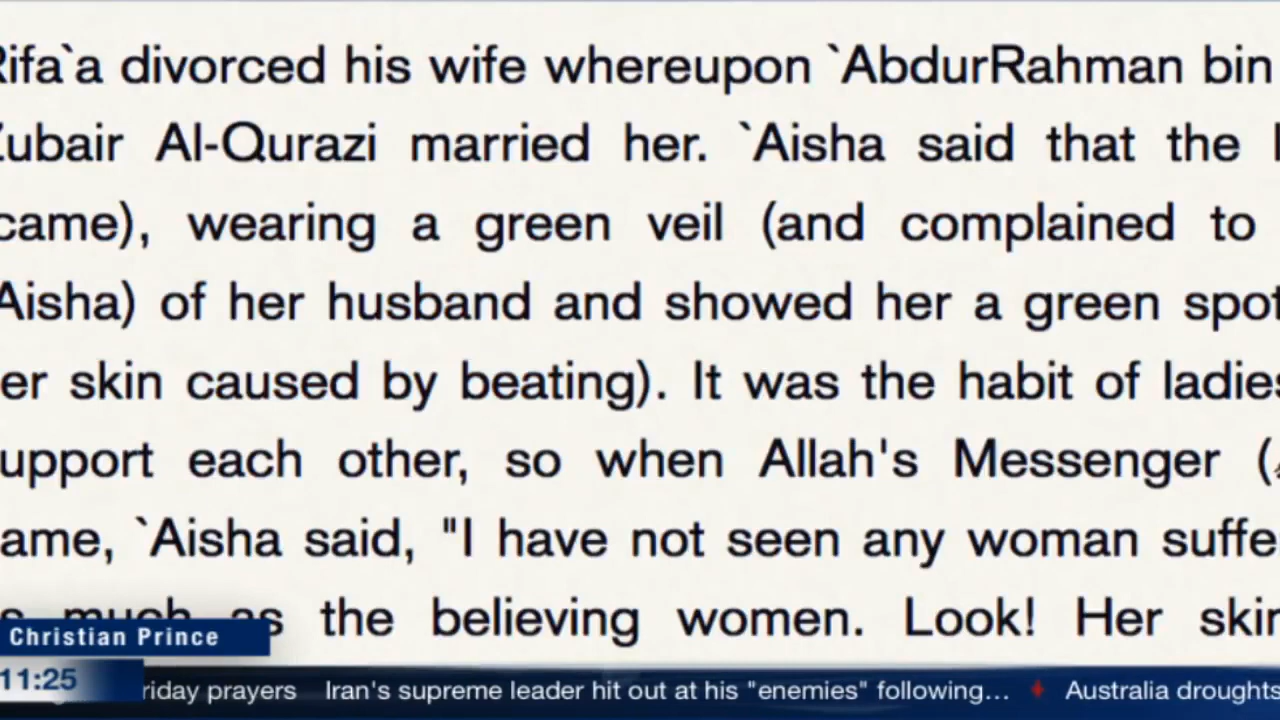 Rifa`a divorced his wife whereupon `AbdurRahman bin
Zubair Al-Qurazi married her. `Aisha said that the
came), wearing a green veil (and complained to
Aisha) of her husband and showed her a green spot
er skin caused by beating). It was the habit of ladies
upport each other, so when Allah's Messenger (
ame, `Aisha said, "I have not seen any woman suffe
s much as the believing women. Look! Her skin
Christian Prince
11:25
riday prayers Iran's supreme leader hit out at his "enemies" following... Australia droughts